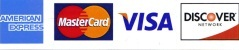 AMERICAN
EXPRESS
MasterCard
VISA
DISCOVER
NETWORK